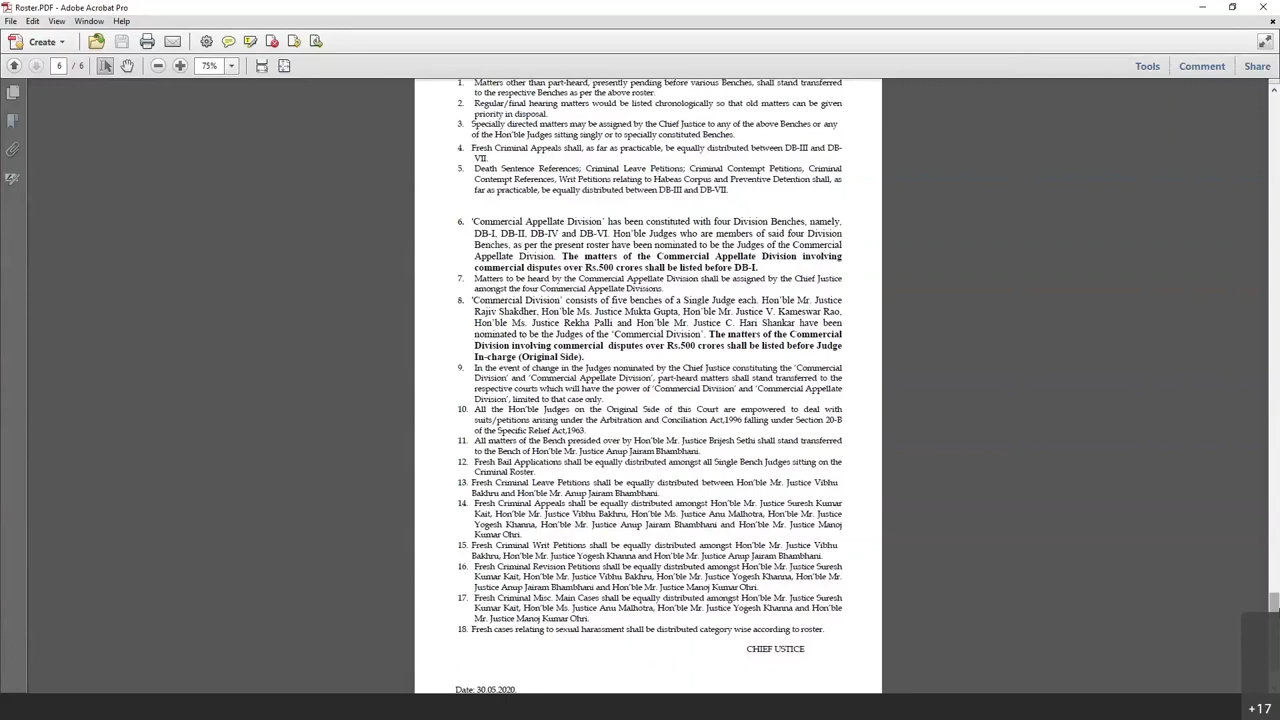 Roster.PDF - Adobe Acrobat Pro
File Edit View Window Help
Create
6 / 6 75% Tools Comment Share
1. Matters other than part-heard, presently pending before various Benches, shall stand transferred
to the respective Benches as per the above roster.
2. Regular/final hearing matters would be listed chronologically so that old matters can be given
priority in disposal.
3. Specially directed matters may be assigned by the Chief Justice to any of the above Benches or any
of the Hon'ble Judges sitting singly or to specially constituted Benches.
4. Fresh Criminal Appeals shall, as far as practicable, be equally distributed between DB-III and DB-
VII.
5. Death Sentence References; Criminal Leave Petitions; Criminal Contempt Petitions, Criminal
Contempt References, Writ Petitions relating to Habeas Corpus and Preventive Detention shall, as
far as practicable, be equally distributed between DB-III and DB-VII.
6. 'Commercial Appellate Division' has been constituted with four Division Benches, namely,
DB-I, DB-II, DB-IV and DB-VI. Hon'ble Judges who are members of said four Division
Benches, as per the present roster have been nominated to be the Judges of the Commercial
Appellate Division. The matters of the Commercial Appellate Division involving
commercial disputes over Rs.500 crores shall be listed before DB-I.
7. Matters to be heard by the Commercial Appellate Division shall be assigned by the Chief Justice
amongst the four Commercial Appellate Divisions.
8. 'Commercial Division' consists of five benches of a Single Judge each. Hon'ble Mr. Justice
Rajiv Shakdher, Hon'ble Ms. Justice Mukta Gupta, Hon'ble Mr. Justice V. Kameswar Rao,
Hon'ble Ms. Justice Rekha Palli and Hon'ble Mr. Justice C. Hari Shankar have been
nominated to be the Judges of the 'Commercial Division'. The matters of the Commercial
Division involving commercial disputes over Rs.500 crores shall be listed before Judge
In-charge (Original Side).
9. In the event of change in the Judges nominated by the Chief Justice constituting the 'Commercial
Division' and 'Commercial Appellate Division', part-heard matters shall stand transferred to the
respective courts which will have the power of 'Commercial Division' and 'Commercial Appellate
Division', limited to that case only.
10. All the Hon'ble Judges on the Original Side of this Court are empowered to deal with
suits/petitions arising under the Arbitration and Conciliation Act,1996 falling under Section 20-B
of the Specific Relief Act,1963.
11. All matters of the Bench presided over by Hon'ble Mr. Justice Brijesh Sethi shall stand transferred
to the Bench of Hon'ble Mr. Justice Anup Jairam Bhambhani.
12. Fresh Bail Applications shall be equally distributed amongst all Single Bench Judges sitting on the
Criminal Roster.
13. Fresh Criminal Leave Petitions shall be equally distributed between Hon'ble Mr. Justice Vibhu
Bakhru and Hon'ble Mr. Anup Jairam Bhambhani.
14. Fresh Criminal Appeals shall be equally distributed amongst Hon'ble Mr. Justice Suresh Kumar
Kait, Hon'ble Mr. Justice Vibhu Bakhru, Hon'ble Ms. Justice Anu Malhotra, Hon'ble Mr. Justice
Yogesh Khanna, Hon'ble Mr. Justice Anup Jairam Bhambhani and Hon'ble Mr. Justice Manoj
Kumar Ohri.
15. Fresh Criminal Writ Petitions shall be equally distributed amongst Hon'ble Mr. Justice Vibhu
Bakhru, Hon'ble Mr. Justice Yogesh Khanna and Hon'ble Mr. Justice Anup Jairam Bhambhani.
16. Fresh Criminal Revision Petitions shall be equally distributed amongst Hon'ble Mr. Justice Suresh
Kumar Kait, Hon'ble Mr. Justice Vibhu Bakhru, Hon'ble Mr. Justice Yogesh Khanna, Hon'ble Mr.
Justice Anup Jairam Bhambhani and Hon'ble Mr. Justice Manoj Kumar Ohri.
17. Fresh Criminal Misc. Main Cases shall be equally distributed amongst Hon'ble Mr. Justice Suresh
Kumar Kait, Hon'ble Ms. Justice Anu Malhotra, Hon'ble Mr. Justice Yogesh Khanna and Hon'ble
Mr. Justice Manoj Kumar Ohri.
18. Fresh cases relating to sexual harassment shall be distributed category wise according to roster.
CHIEF USTICE
Date: 30.05.2020.
+17